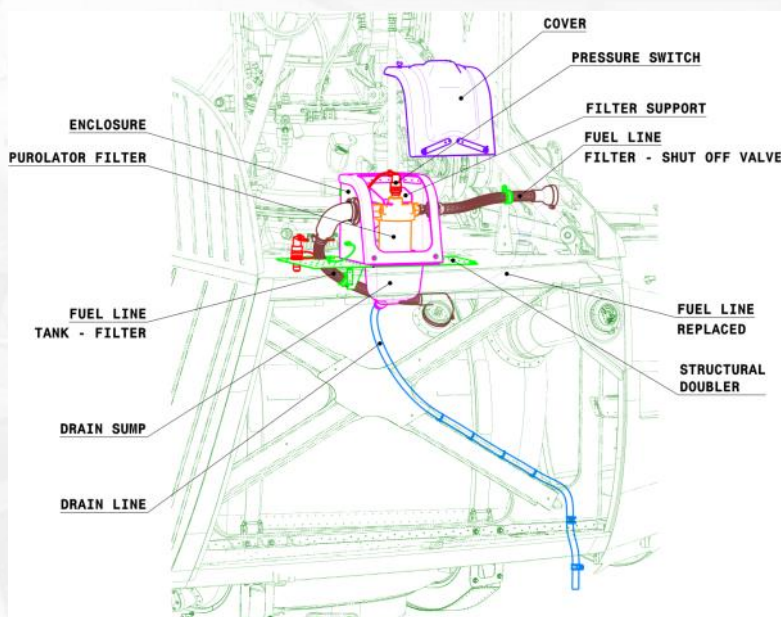 COVER
PRESSURE SWITCH
FILTER SUPPORT
FUEL LINE
FILTER - SHUT OFF VALVE
ENCLOSURE
PUROLATOR FILTER
FUEL LINE
TANK - FILTER
FUEL LINE
REPLACED
STRUCTURAL
DOUBLER
DRAIN SUMP
DRAIN LINE